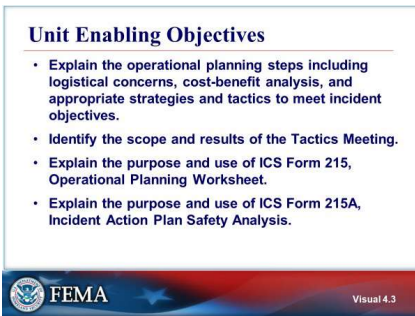 Unit Enabling Objectives
• Explain the operational planning steps including
logistical concerns, cost-benefit analysis, and
appropriate strategies and tactics to meet incident
objectives.
• Identify the scope and results of the Tactics Meeting.
• Explain the purpose and use of ICS Form 215,
Operational Planning Worksheet.
• Explain the purpose and use of ICS Form 215A,
Incident Action Plan Safety Analysis.
FEMA
Visual 4.3